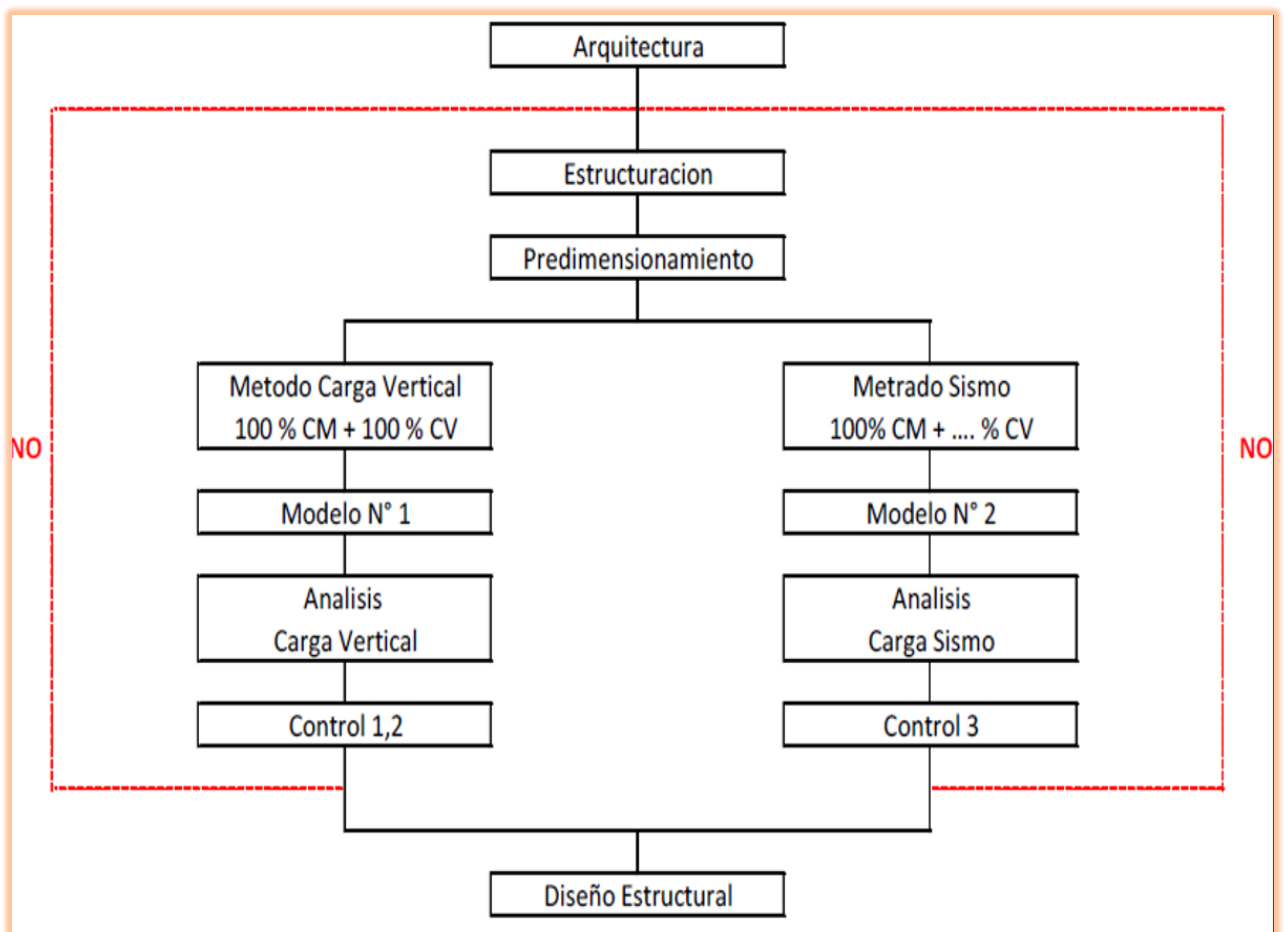 Arquitectura
Estructuracion
Predimensionamiento
Metodo Carga Vertical
100 % CM + 100 % CV
Metrado Sismo
100% CM + .... % CV
NO
NO
Modelo N° 1
Modelo N° 2
Analisis
Carga Vertical
Analisis
Carga Sismo
Control 1,2
Control 3
Diseño Estructural